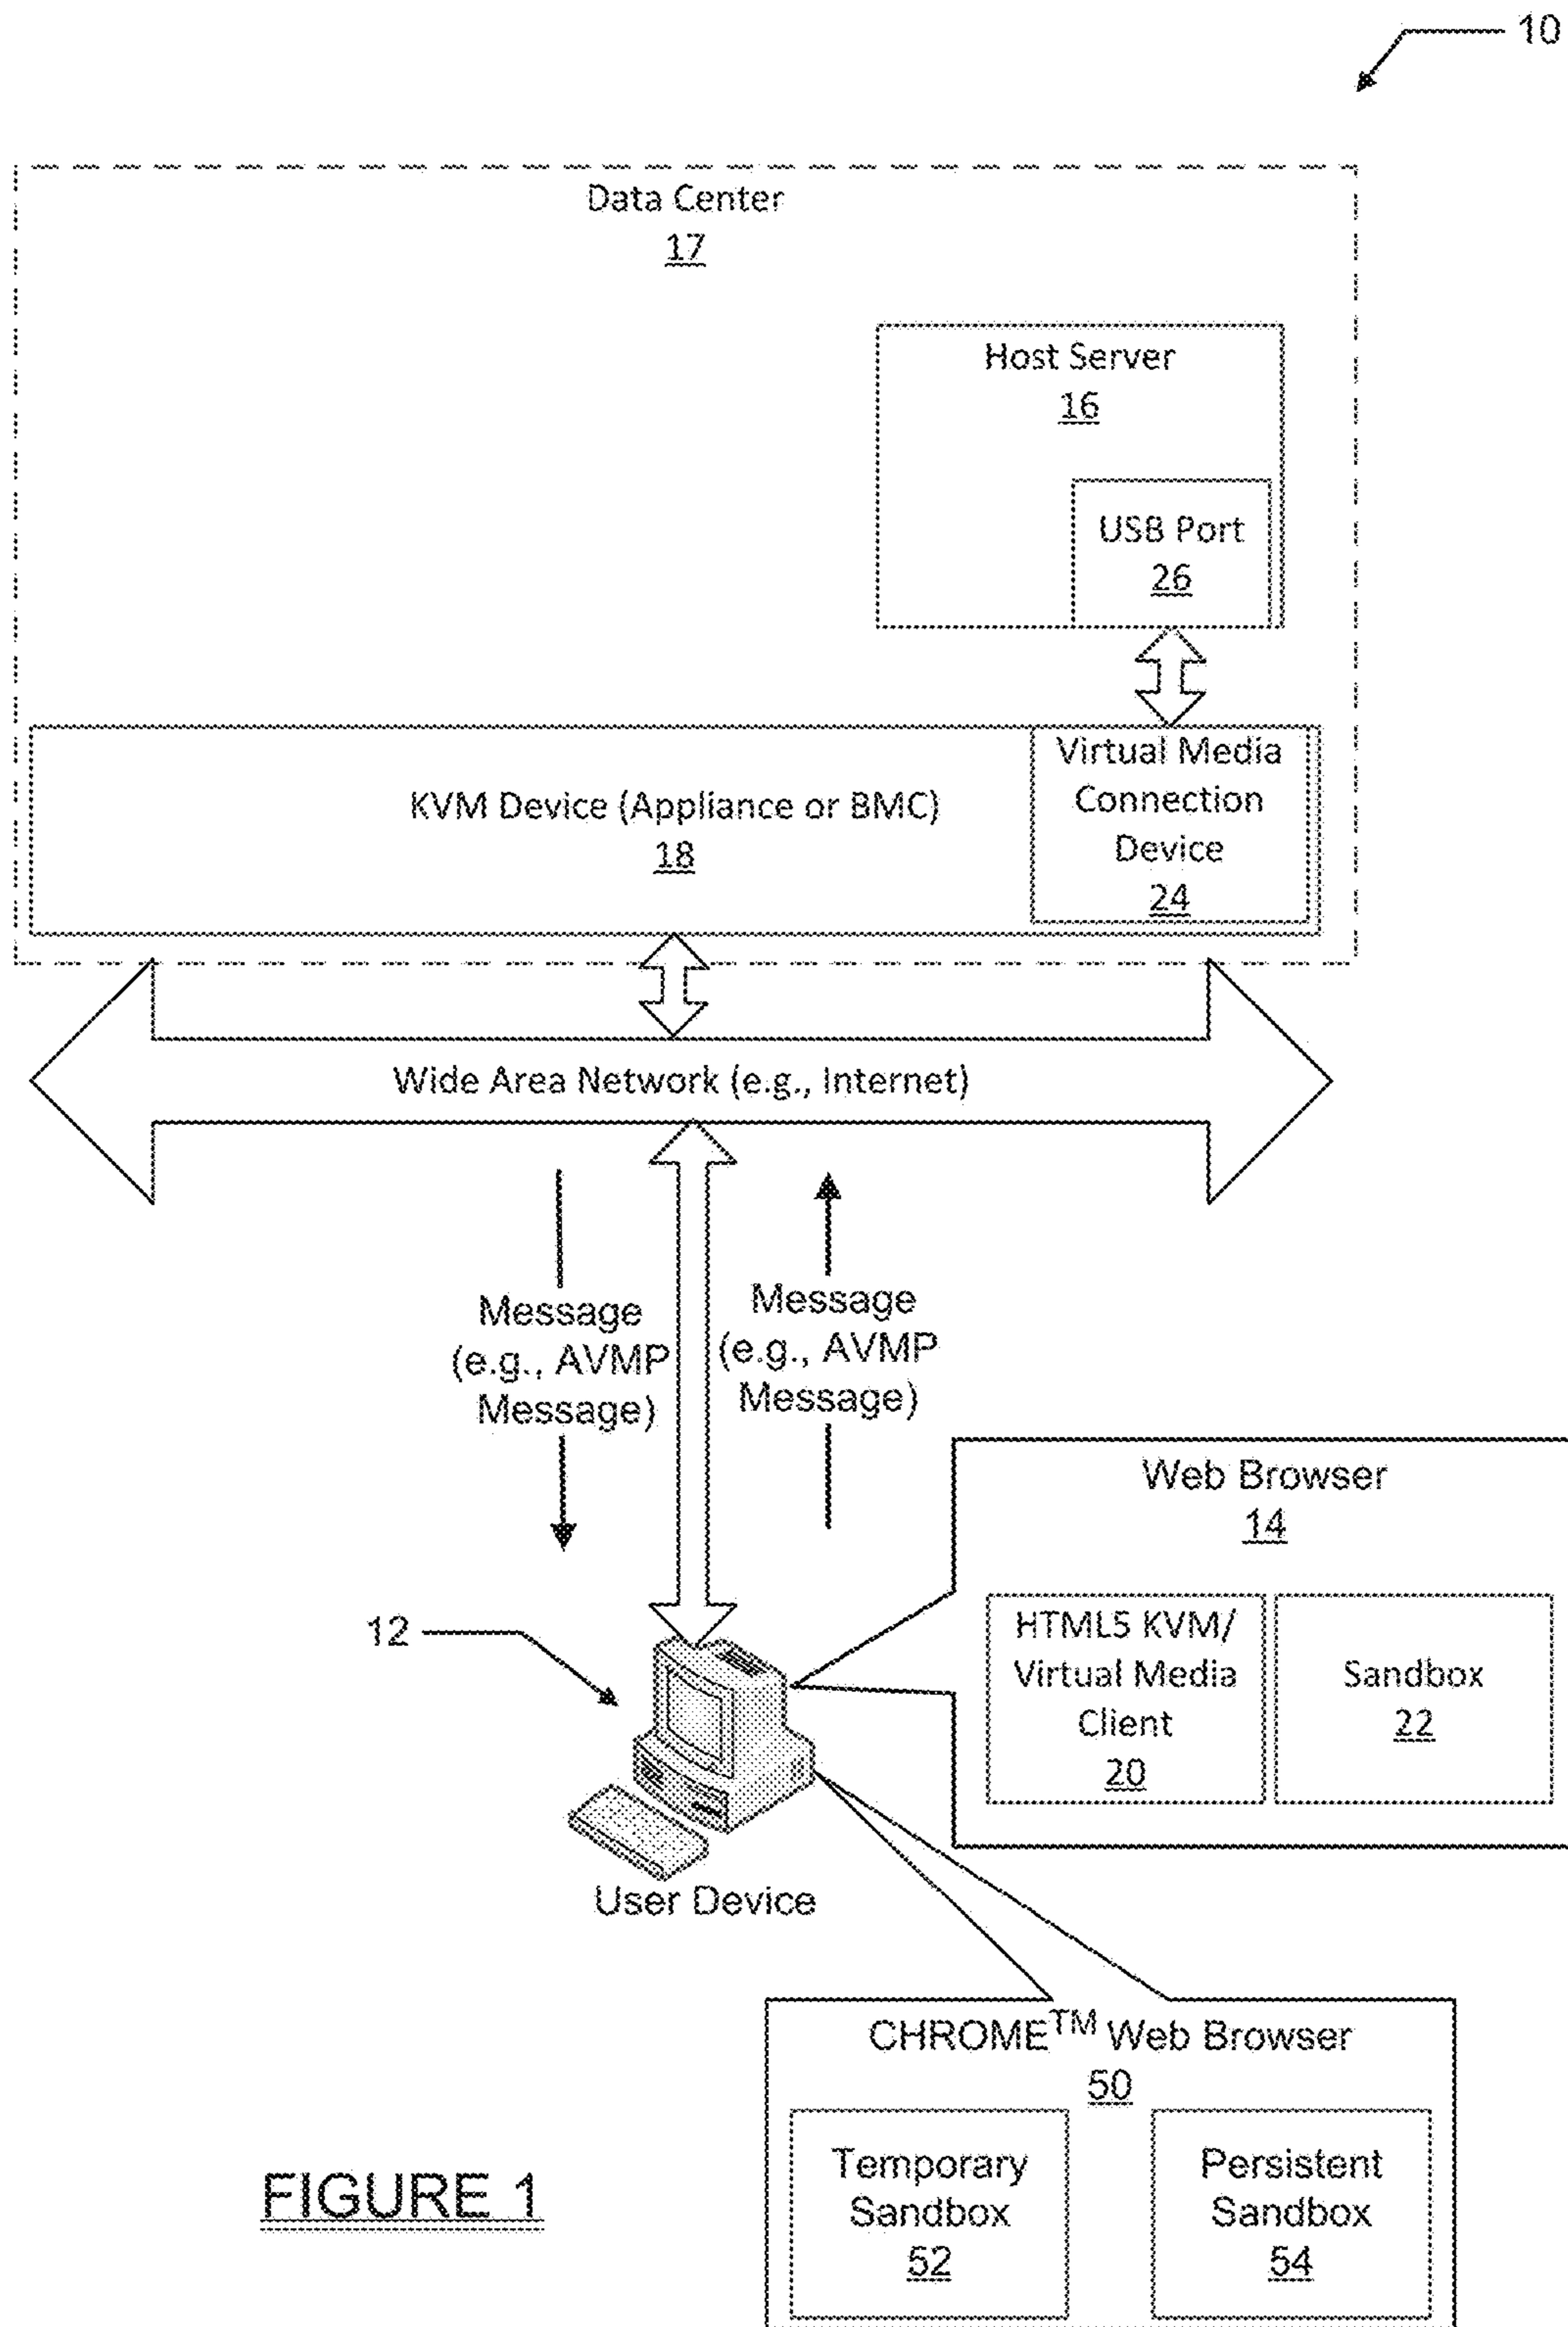 10
Data Center
17
Host Server
16
USB Port
26
Virtual Media
Connection
Device
24
KVM Device (Appliance or BMC)
18
Wide Area Network (e.g., Internet)
Message
(e.g., AVMP
Message)
Message
(e.g., AVMP
Message)
Web Browser
14
HTML5 KVM/
Virtual Media
Client
20
Sandbox
22
12
User Device
CHROME™ Web Browser
50
Temporary
Sandbox
52
Persistent
Sandbox
54
FIGURE 1